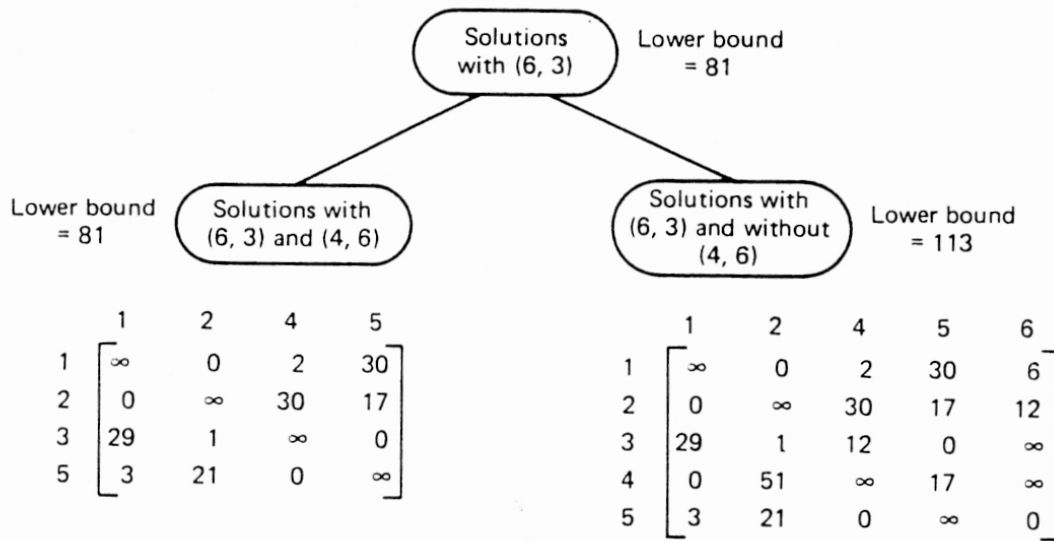 Solutions
with (6, 3)
Lower bound
= 81
Lower bound
= 81
Solutions with
(6, 3) and (4, 6)
Solutions with
(6, 3) and without
(4, 6)
Lower bound
= 113
1 2 4 5
1 ∞ 0 2 30
2 0 ∞ 30 17
3 29 1 ∞ 0
5 3 21 0 ∞
1 2 4 5 6
1 ∞ 0 2 30 6
2 0 ∞ 30 17 12
3 29 1 12 0 ∞
4 0 51 ∞ 17 ∞
5 3 21 0 ∞ 0